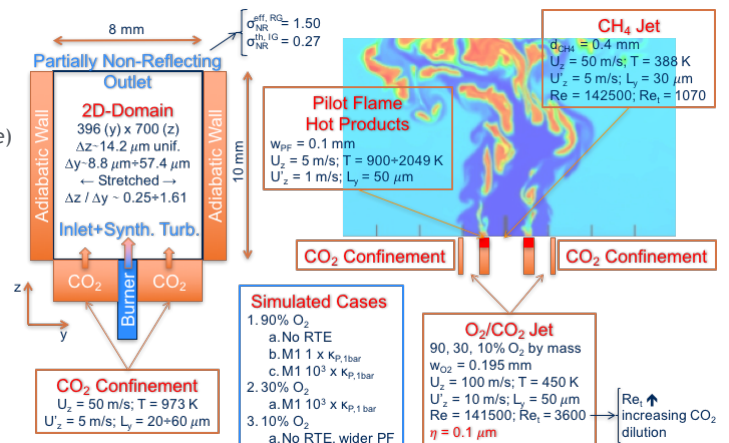 8 mm
σNR^eff, RG = 1.50
σNR^th, IG = 0.27
Partially Non-Reflecting
Outlet
Adiabatic Wall
2D-Domain
396 (y) x 700 (z)
Δz~14.2 μm unif.
Δy~8.8 μm÷57.4 μm
← Stretched →
Δz / Δy ~ 0.25÷1.61
Inlet+Synth. Turb.
Adiabatic Wall
10 mm
e)
CO₂
Burner
CO₂
z
y
CO₂ Confinement
Uz = 50 m/s; T = 973 K
U'z = 5 m/s; Ly = 20÷60 μm
Pilot Flame
Hot Products
wPF = 0.1 mm
Uz = 5 m/s; T = 900÷2049 K
U'z = 1 m/s; Ly = 50 μm
CH₄ Jet
dCH4 = 0.4 mm
Uz = 50 m/s; T = 388 K
U'z = 5 m/s; Ly = 30 μm
Re = 142500; Ret = 1070
CO₂ Confinement
CO₂ Confinement
Simulated Cases
1. 90% O₂
a. No RTE
b. M1 1 x κP,1bar
c. M1 10³ x κP,1bar
2. 30% O₂
a. M1 10³ x κP,1 bar
3. 10% O₂
a. No RTE, wider PF
O₂/CO₂ Jet
90, 30, 10% O₂ by mass
wO2 = 0.195 mm
Uz = 100 m/s; T = 450 K
U'z = 10 m/s; Ly = 50 μm
Re = 141500; Ret = 3600
η = 0.1 μm
Ret ↑
increasing CO₂
dilution